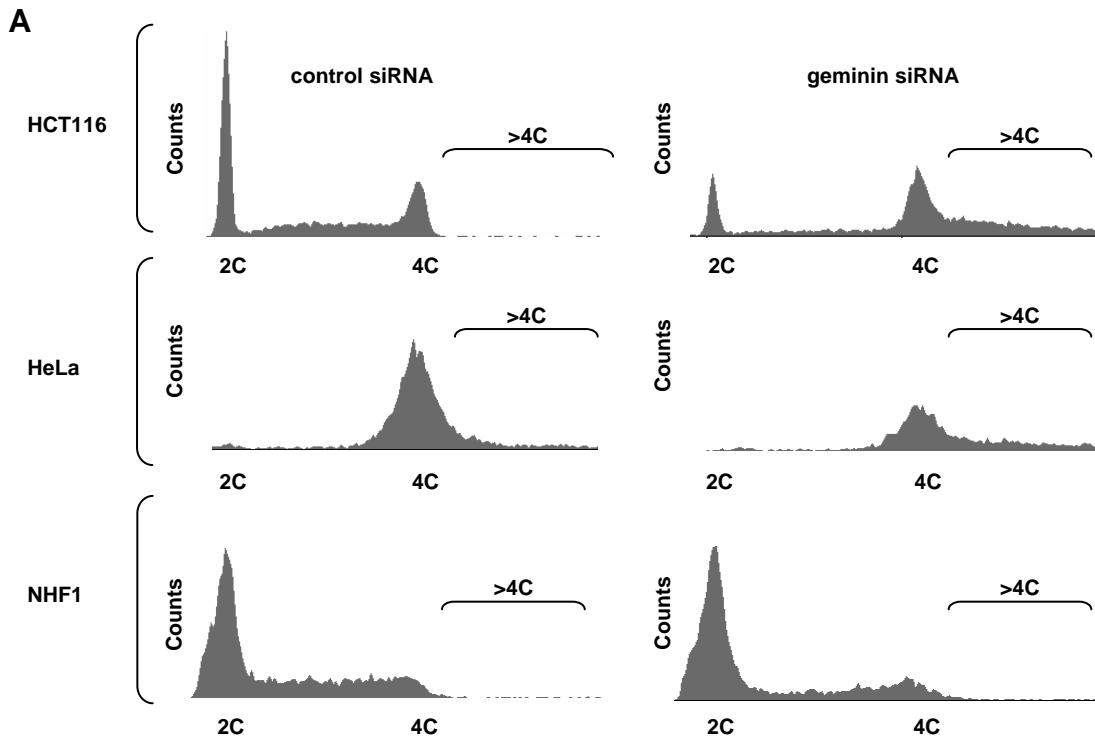 A
control siRNA
geminin siRNA
HCT116
Counts
>4C
Counts
>4C
2C
4C
2C
4C
HeLa
Counts
>4C
Counts
>4C
2C
4C
2C
4C
NHF1
Counts
>4C
Counts
>4C
2C
4C
2C
4C